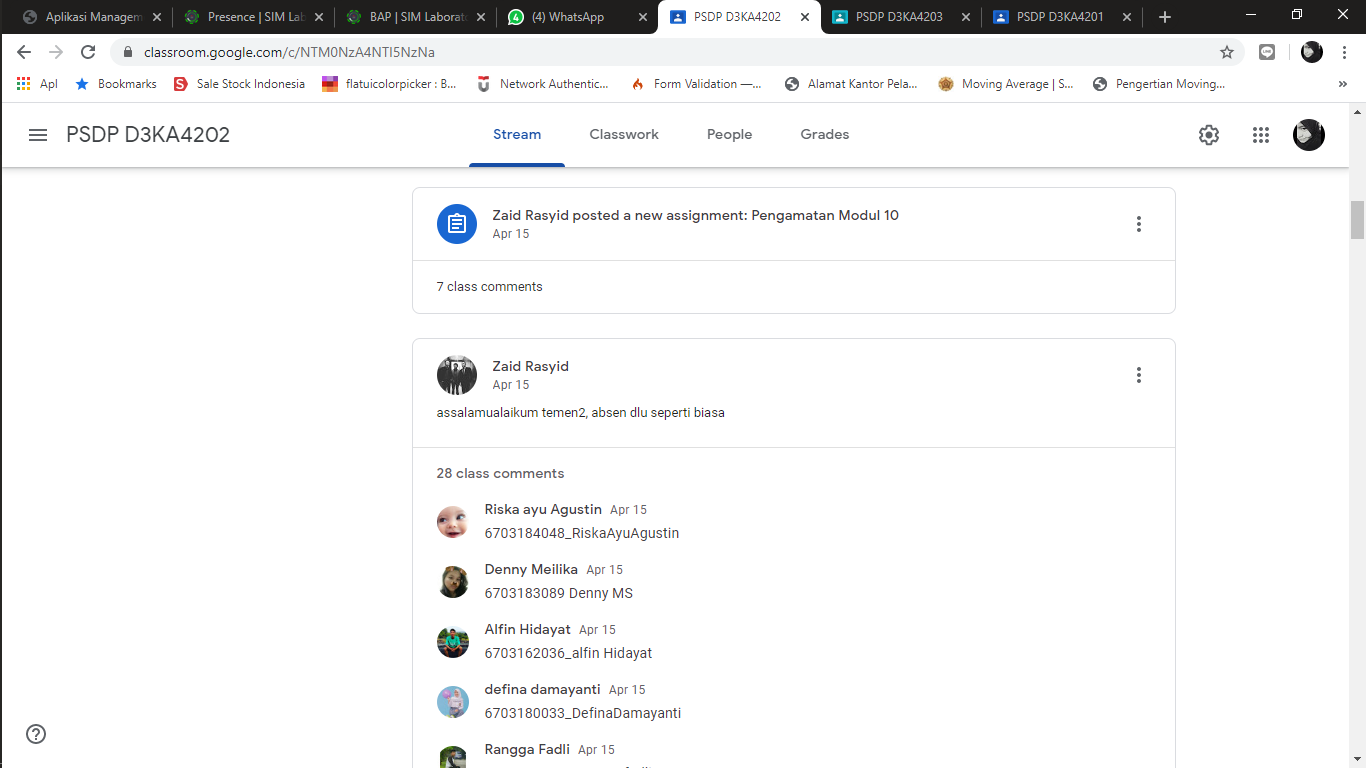 Aplikasi Managem
Presence | SIM Lab
BAP | SIM Laborat
(4) WhatsApp
PSDP D3KA4202
PSDP D3KA4203
PSDP D3KA4201
classroom.google.com/c/NTM0NzA4NTI5NzNa
Apl
Bookmarks
Sale Stock Indonesia
flatuicolorpicker : B...
Network Authentic...
Form Validation —...
Alamat Kantor Pela...
Moving Average | S...
Pengertian Moving...
PSDP D3KA4202
Stream
Classwork
People
Grades
Zaid Rasyid posted a new assignment: Pengamatan Modul 10
Apr 15
7 class comments
Zaid Rasyid
Apr 15
assalamualaikum temen2, absen dlu seperti biasa
28 class comments
Riska ayu Agustin Apr 15
6703184048_RiskaAyuAgustin
Denny Meilika Apr 15
6703183089 Denny MS
Alfin Hidayat Apr 15
6703162036_alfin Hidayat
defina damayanti Apr 15
6703180033_DefinaDamayanti
Rangga Fadli Apr 15